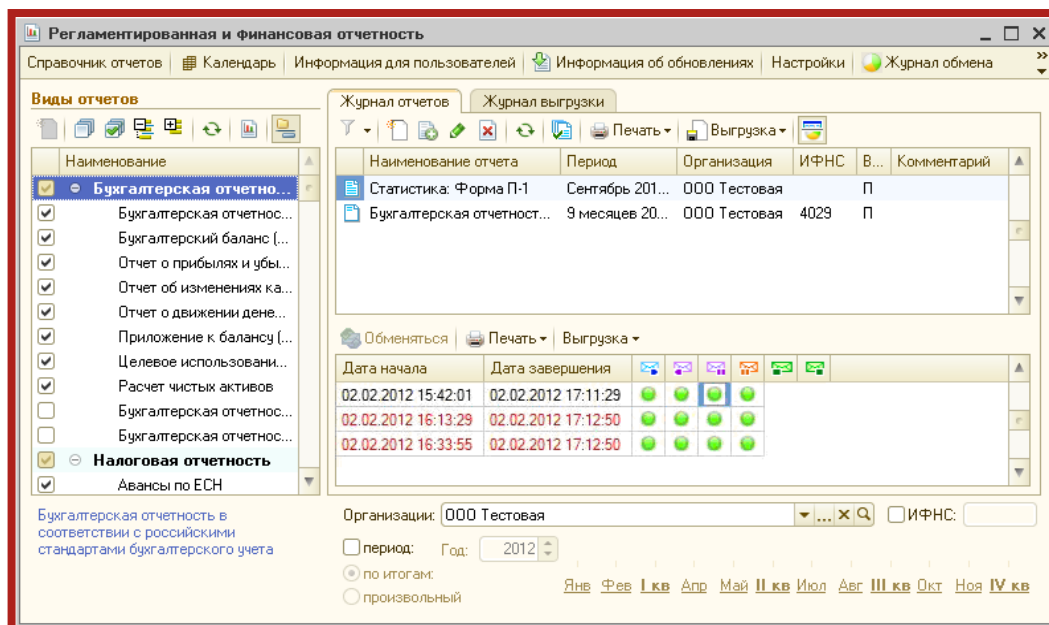 Регламентированная и финансовая отчетность
Справочник отчетов Календарь Информация для пользователей Информация об обновлениях Настройки Журнал обмена
Виды отчетов
Наименование
Бухгалтерская отчетно...
Бухгалтерская отчетнос...
Бухгалтерский баланс (...
Отчет о прибылях и убы...
Отчет об изменениях ка...
Отчет о движении дене...
Приложение к балансу (...
Целевое использовани...
Расчет чистых активов
Бухгалтерская отчетнос...
Бухгалтерская отчетнос...
Налоговая отчетность
Авансы по ЕСН
Бухгалтерская отчетность в
соответствии с российскими
стандартами бухгалтерского учета
Журнал отчетов Журнал выгрузки
Печать Выгрузка
Наименование отчета Период Организация ИФНС В... Комментарий
Статистика: Форма П-1 Сентябрь 201... ООО Тестовая П
Бухгалтерская отчетност... 9 месяцев 20... ООО Тестовая 4029 П
Обменяться Печать Выгрузка
Дата начала Дата завершения
02.02.2012 15:42:01 02.02.2012 17:11:29
02.02.2012 16:13:29 02.02.2012 17:12:50
02.02.2012 16:33:55 02.02.2012 17:12:50
Организации: ООО Тестовая ... ИФНС:
период: Год: 2012
по итогам:
произвольный
Янв Фев I кв Апр Май II кв Июл Авг III кв Окт Ноя IV кв